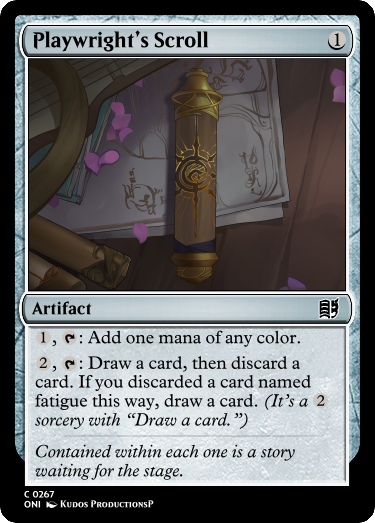 Playwright's Scroll 1
Artifact
1, : Add one mana of any color.
2, : Draw a card, then discard a
card. If you discarded a card named
fatigue this way, draw a card. (It's a 2
sorcery with “Draw a card.”)
Contained within each one is a story
waiting for the stage.
C 0267
ONI KUDOS PRODUCTIONSP